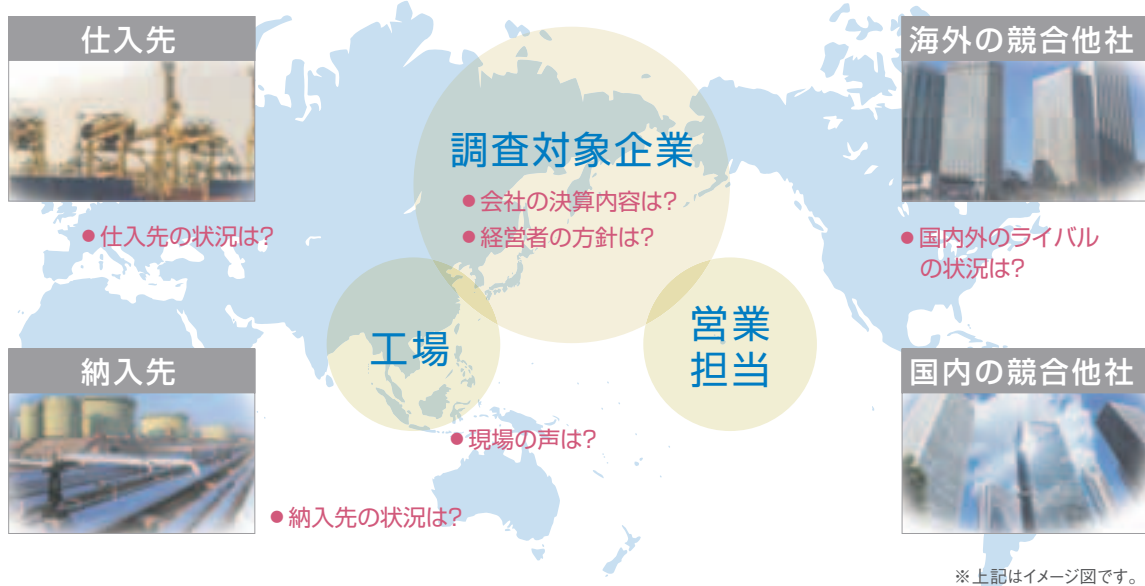 仕入先
●仕入先の状況は?
納入先
●納入先の状況は?
調査対象企業
●会社の決算内容は?
●経営者の方針は?
工場
●現場の声は?
営業
担当
海外の競合他社
●国内外のライバル
の状況は?
国内の競合他社
※上記はイメージ図です。